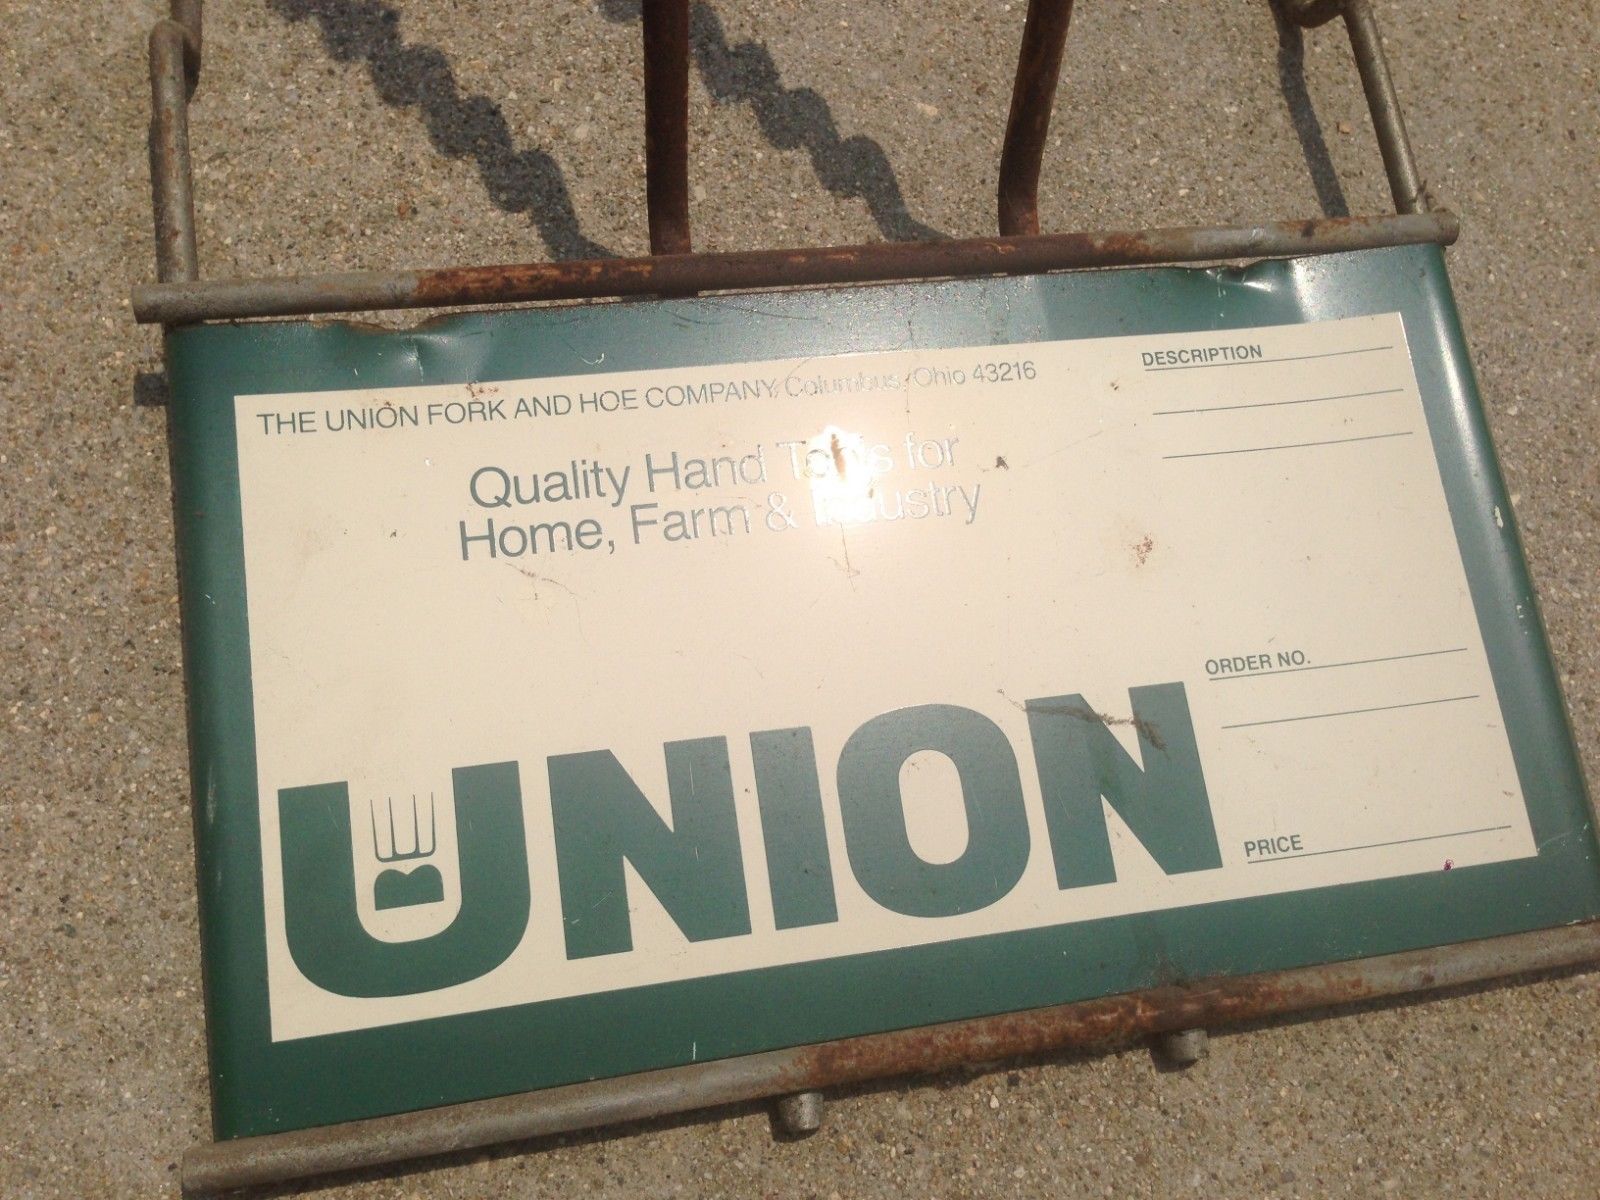 THE UNION FORK AND HOE COMPANY, Columbus, Ohio 43216
Quality Hand Tools for
Home, Farm & Industry
UNION
DESCRIPTION
ORDER NO.
PRICE